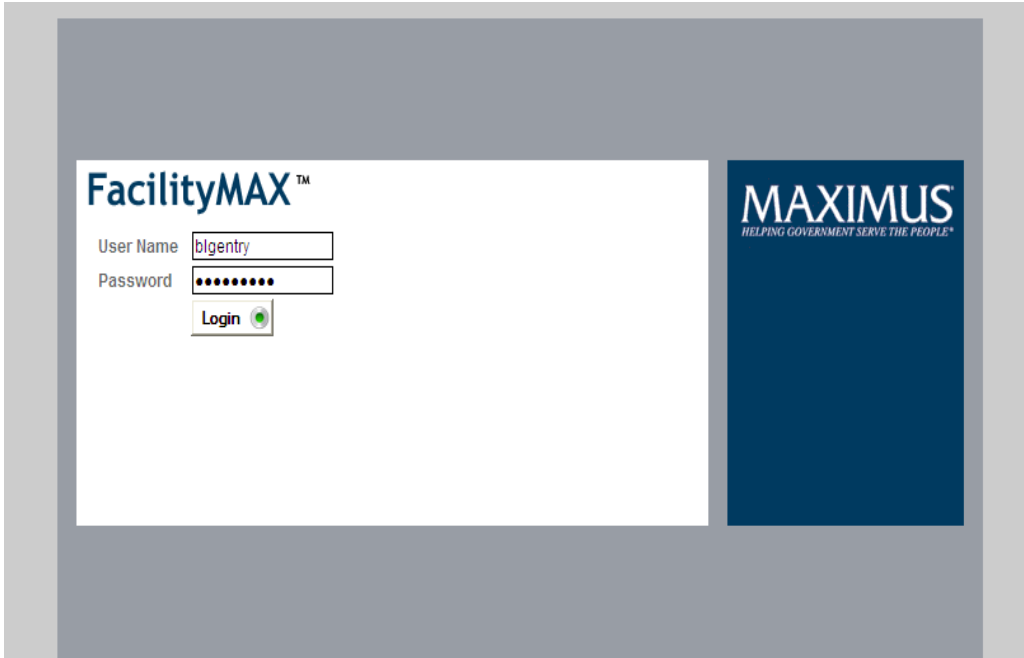 FacilityMAX™
User Name blgentry
Password •••••••••
Login
MAXIMUS
HELPING GOVERNMENT SERVE THE PEOPLE®